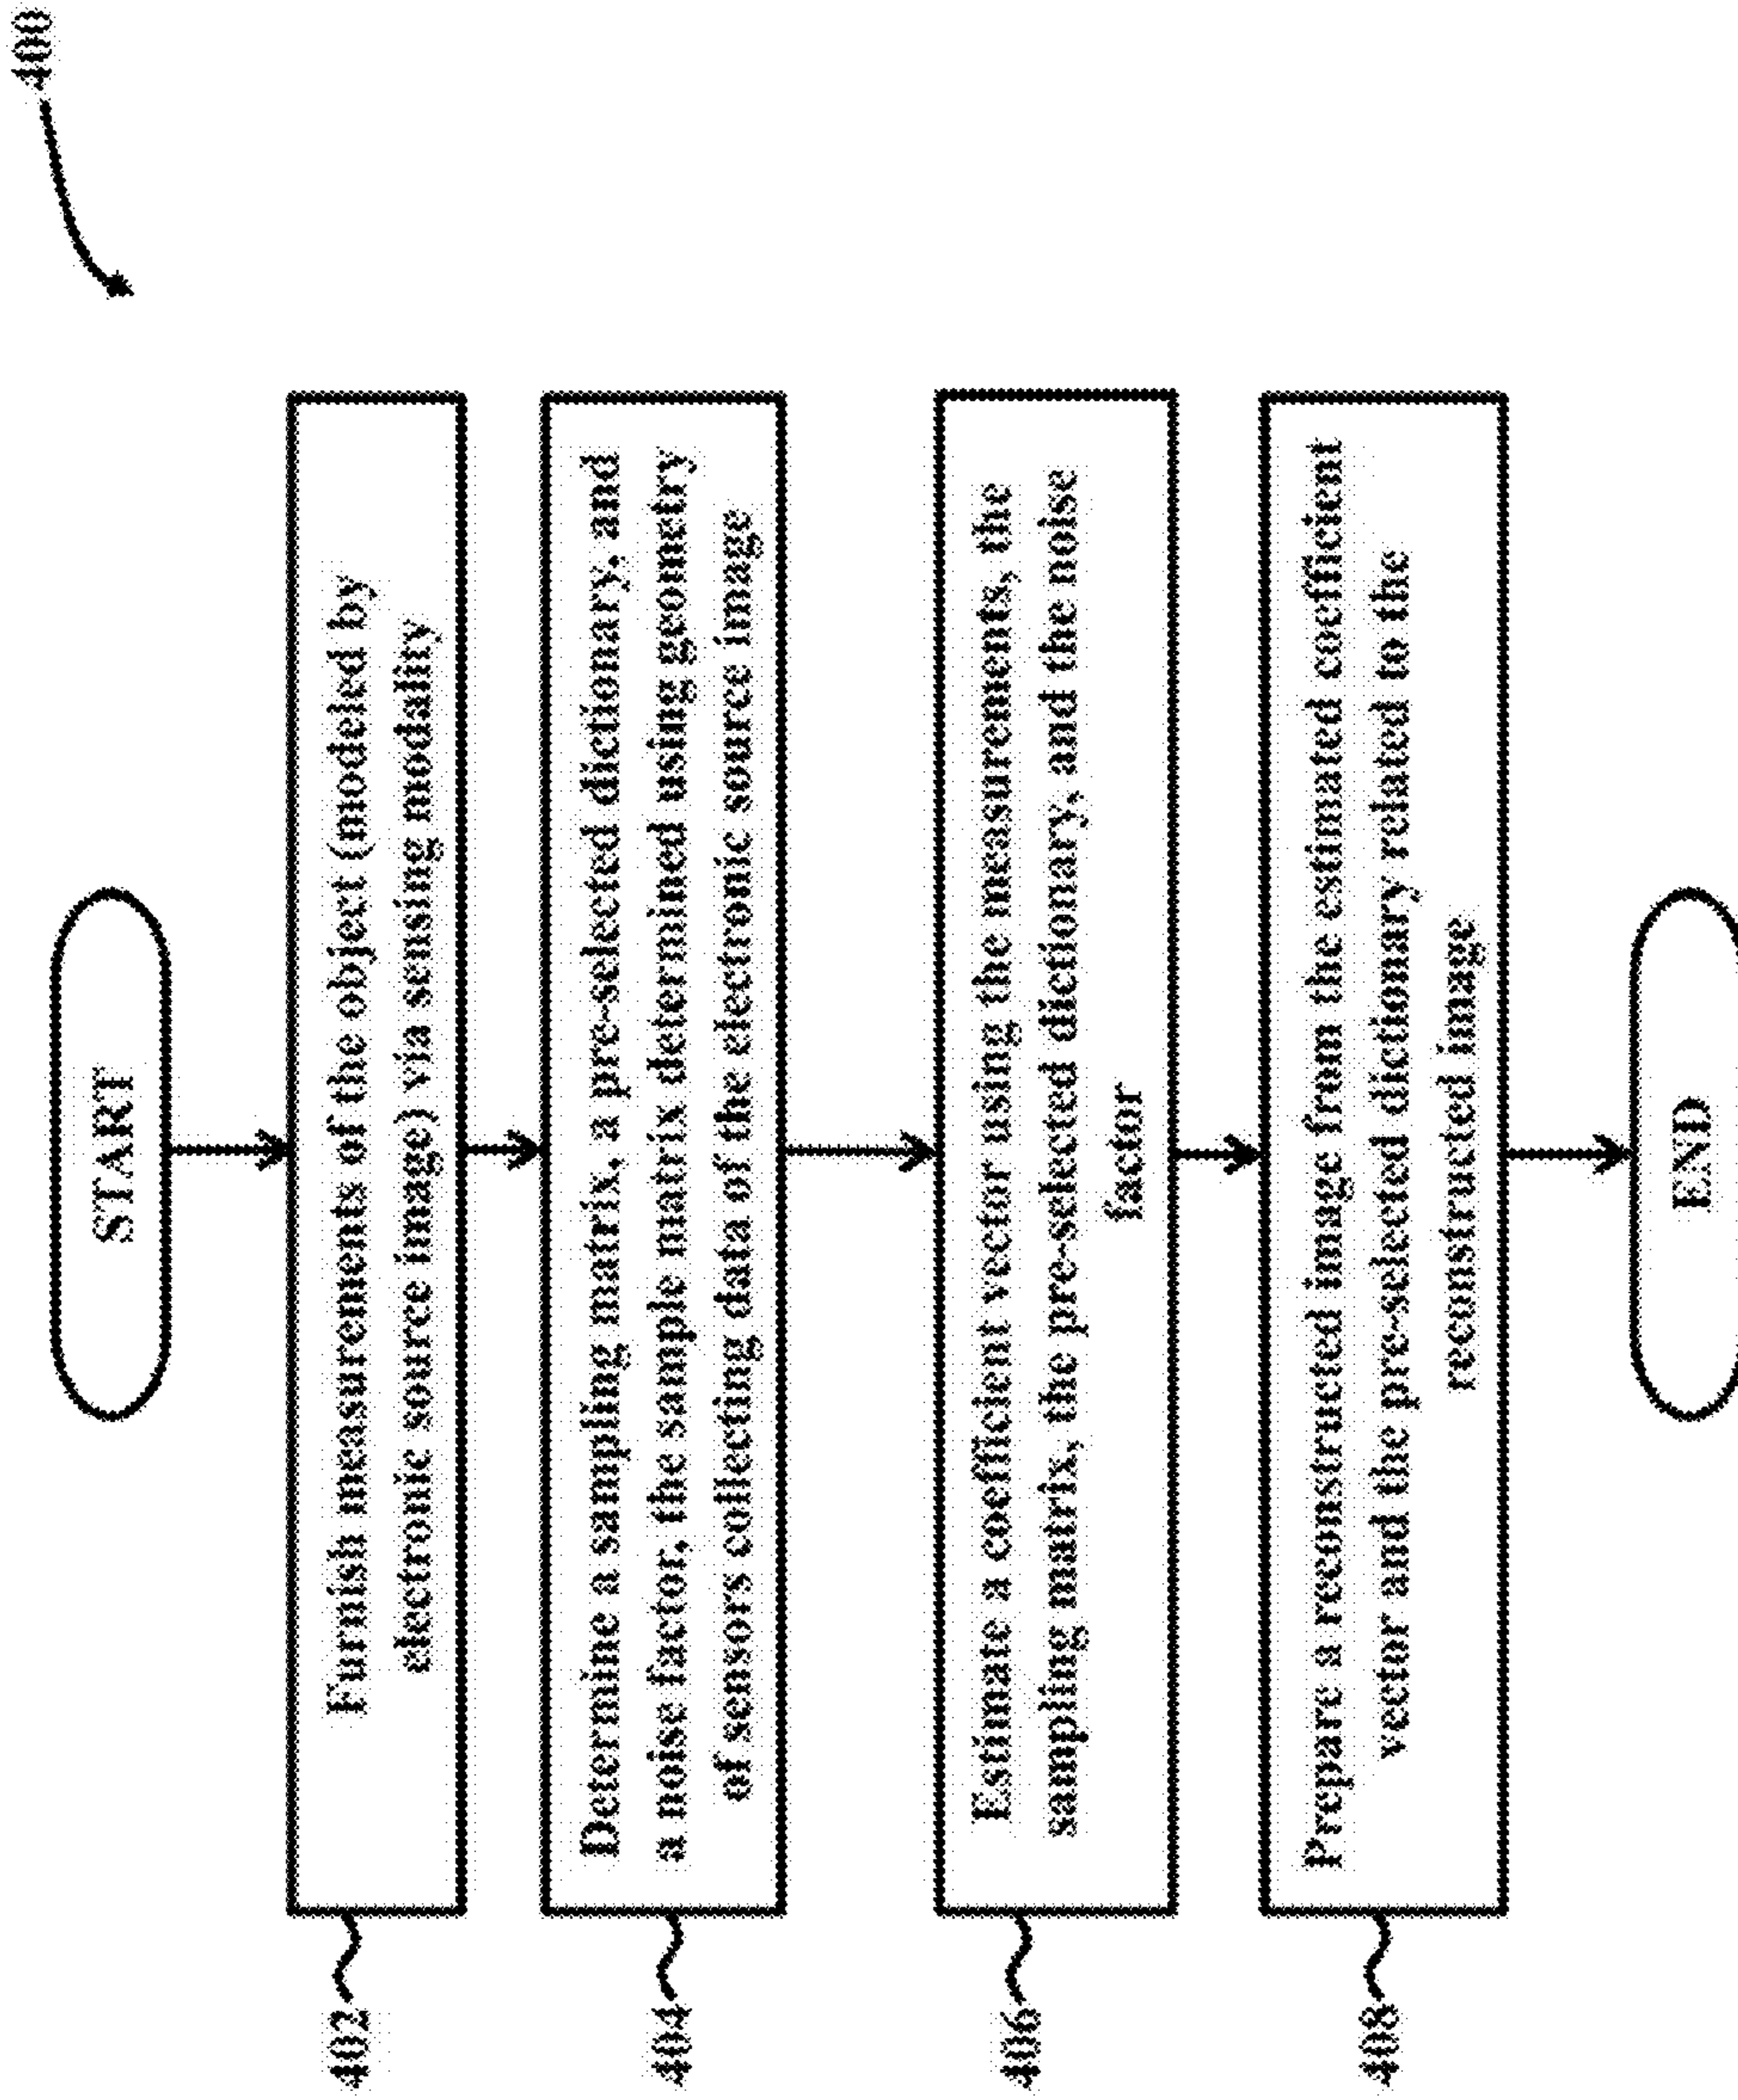 400
START
402
Furnish measurements of the object (modeled by
electronic source image) via sensing modality
404
Determine a sampling matrix, a pre-selected dictionary, and
a noise factor, the sample matrix determined using geometry
of sensors collecting data of the electronic source image
406
Estimate a coefficient vector using the measurements, the
sampling matrix, the pre-selected dictionary, and the noise
factor
408
Prepare a reconstructed image from the estimated coefficient
vector and the pre-selected dictionary related to the
reconstructed image
END